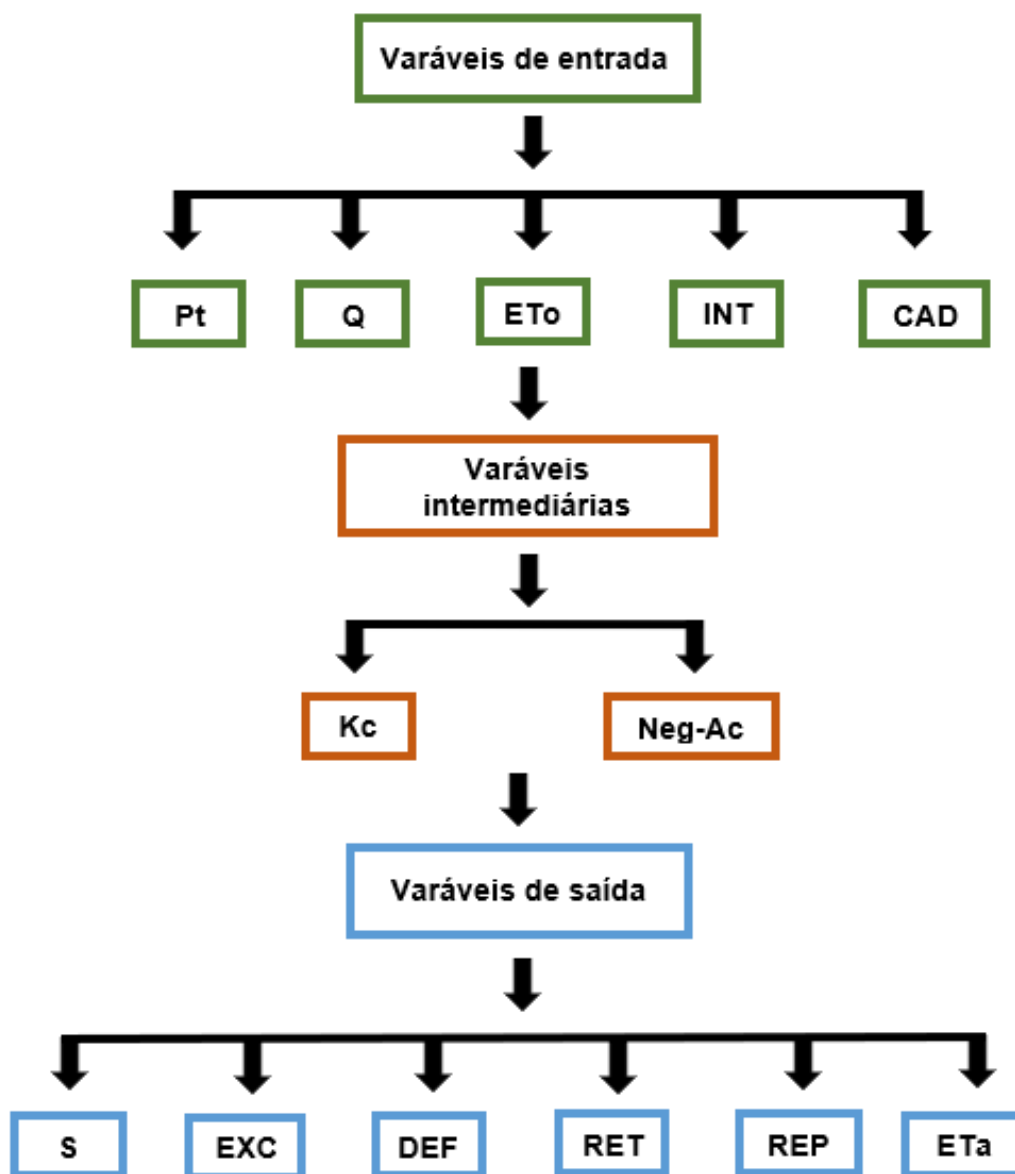 Varáveis de entrada
Pt
Q
ETo
INT
CAD
Varáveis
intermediárias
Kc
Neg-Ac
Varáveis de saída
S
EXC
DEF
RET
REP
ETa